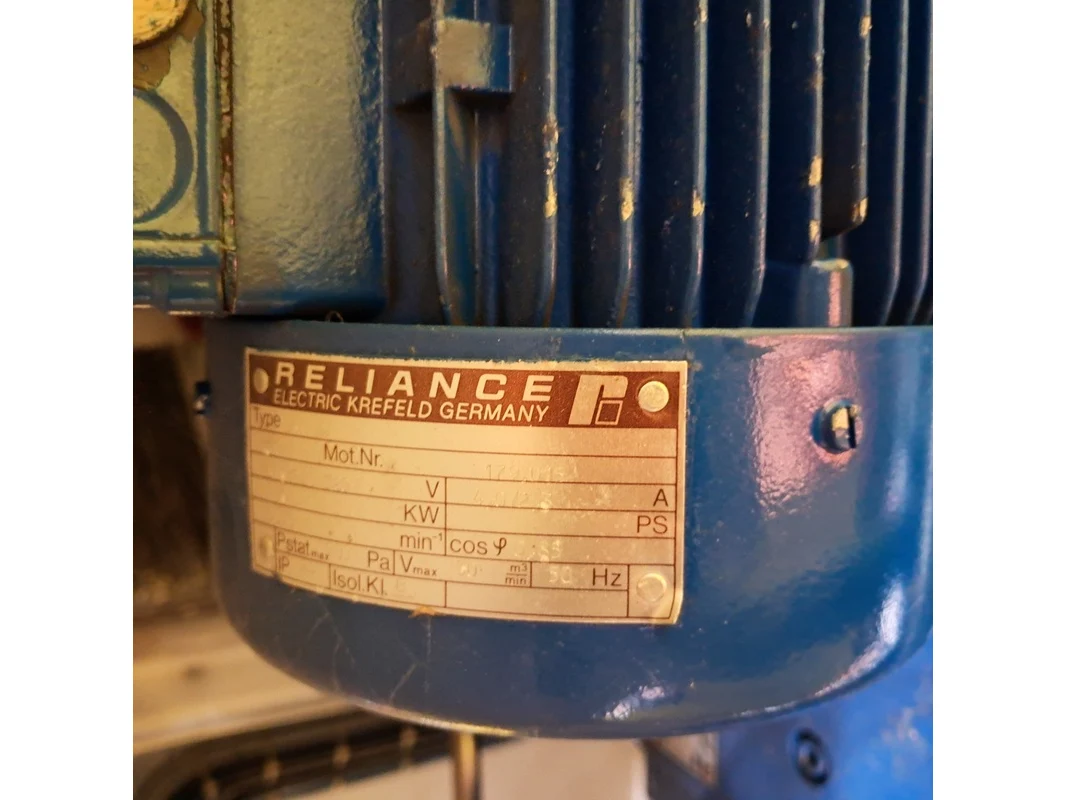 RELIANCE
ELECTRIC KREFELD GERMANY
Type
Mot.Nr.
V A
KW PS
min⁻¹ cos φ
Pstat.max Pa Vmax m³/min 50 Hz
IP Isol.Kl.